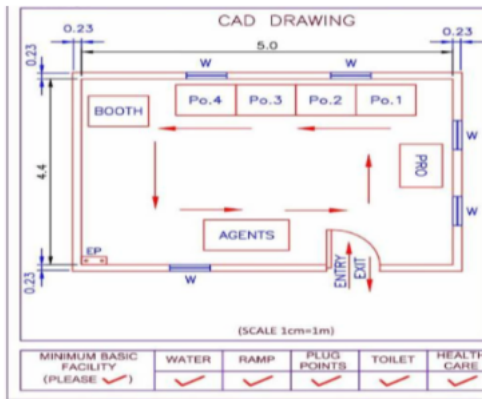 CAD DRAWING
0.23
5.0
0.23
0.23
W
W
BOOTH
Po.4
Po.3
Po.2
Po.1
W
PRO
4.4
W
AGENTS
EP
0.23
W
ENTRY
EXIT
(SCALE 1cm=1m)
MINIMUM BASIC
FACILITY
(PLEASE ✓)
WATER
RAMP
PLUG
POINTS
TOILET
HEALTH
CARE